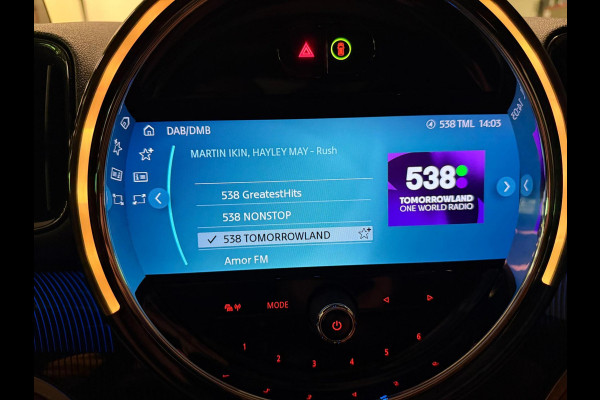 DAB/DMB
538 TML 14:03
MARTIN IKIN, HAYLEY MAY - Rush
538 GreatestHits
538 NONSTOP
538 TOMORROWLAND
Amor FM
538
TOMORROWLAND
ONE WORLD RADIO
MODE
1
2
3
4
5
6